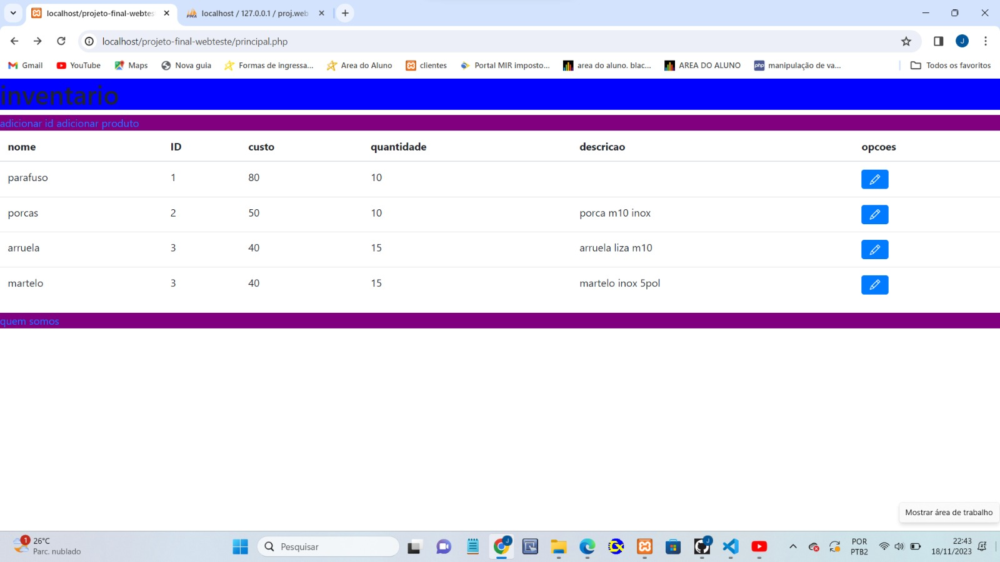 localhost/projeto-final-webteste
localhost / 127.0.0.1 / proj.web
localhost/projeto-final-webteste/principal.php
J
Gmail YouTube Maps Nova guia Formas de ingressa... Area do Aluno clientes Portal MIR imposto... area do aluno. blac... AREA DO ALUNO php manipulação de va... Todos os favoritos
inventario
adicionar id adicionar produto
nome ID custo quantidade descricao opcoes
parafuso 1 80 10
porcas 2 50 10 porca m10 inox
arruela 3 40 15 arruela liza m10
martelo 3 40 15 martelo inox 5pol
quem somos
Mostrar área de trabalho
1 26°C
Parc. nublado
Pesquisar
J
J
POR
PTB2
22:43
18/11/2023